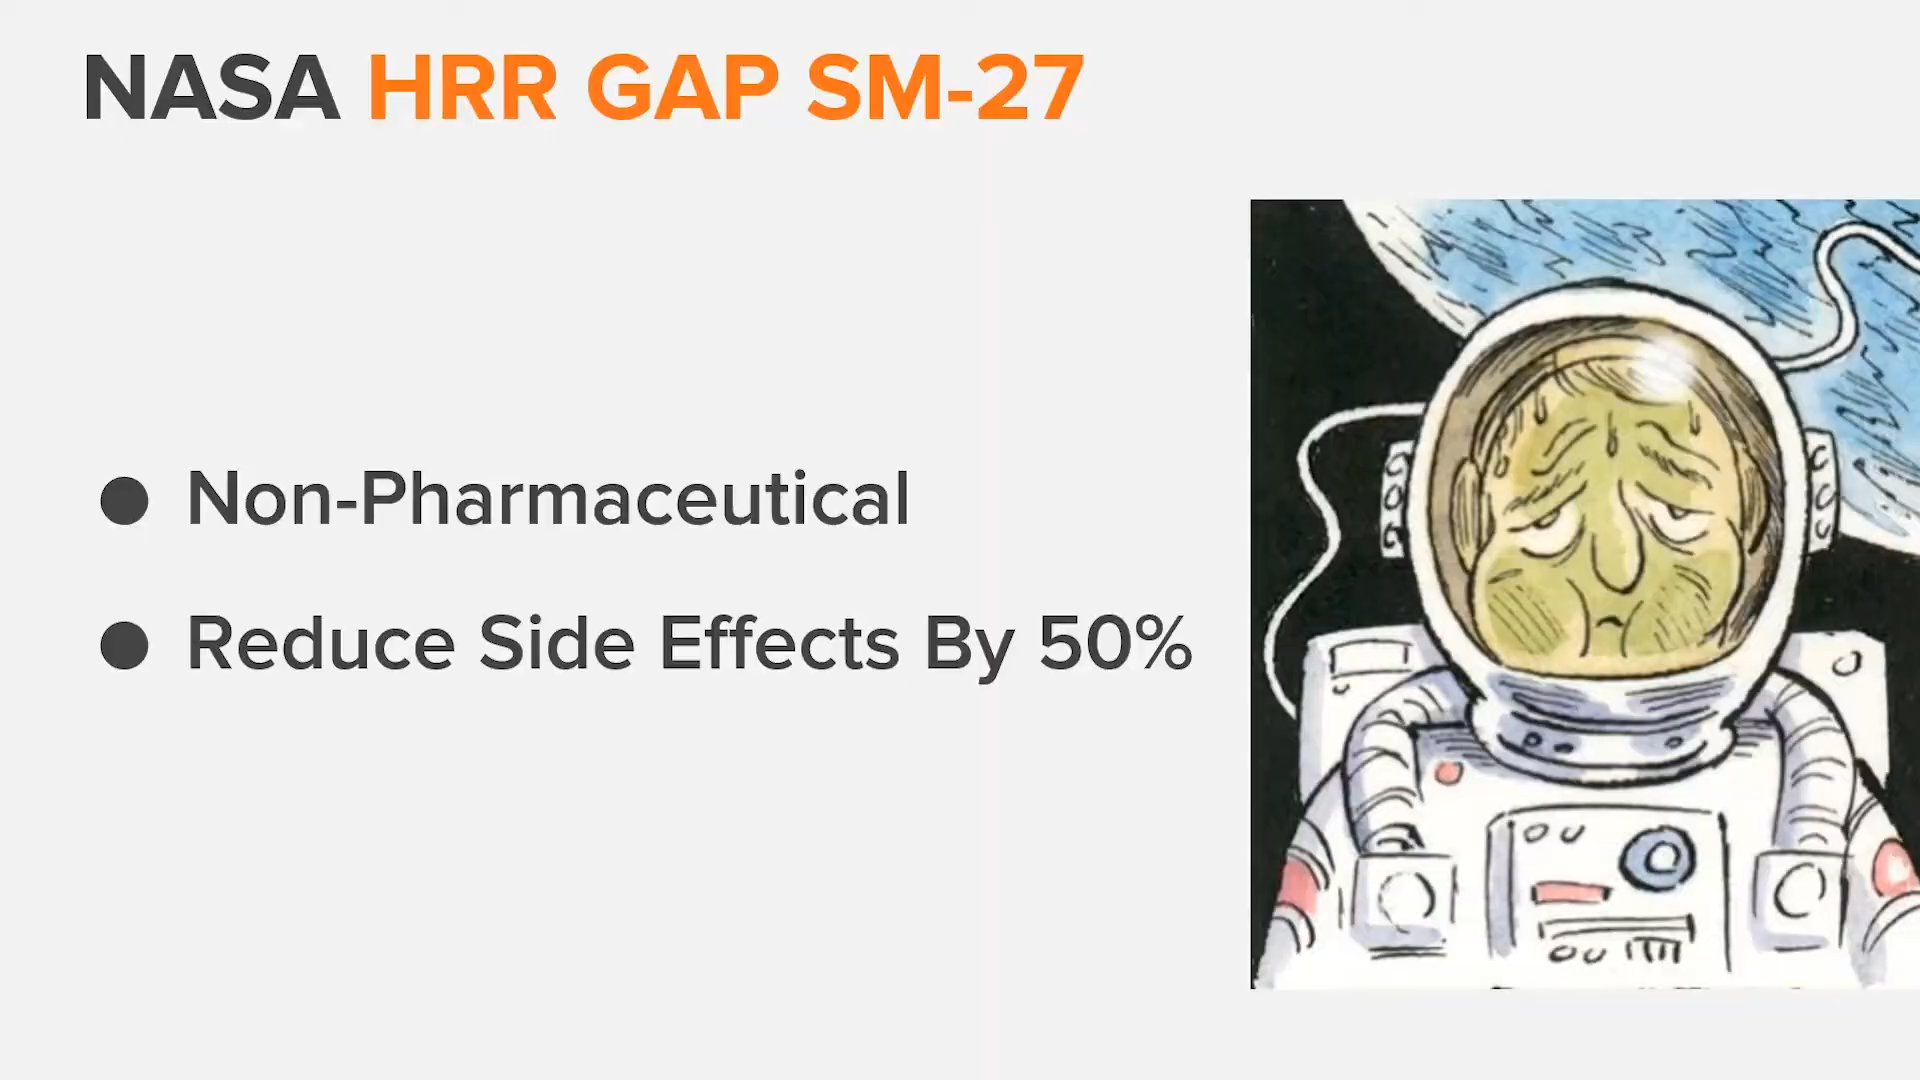 NASA HRR GAP SM-27
Non-Pharmaceutical
Reduce Side Effects By 50%